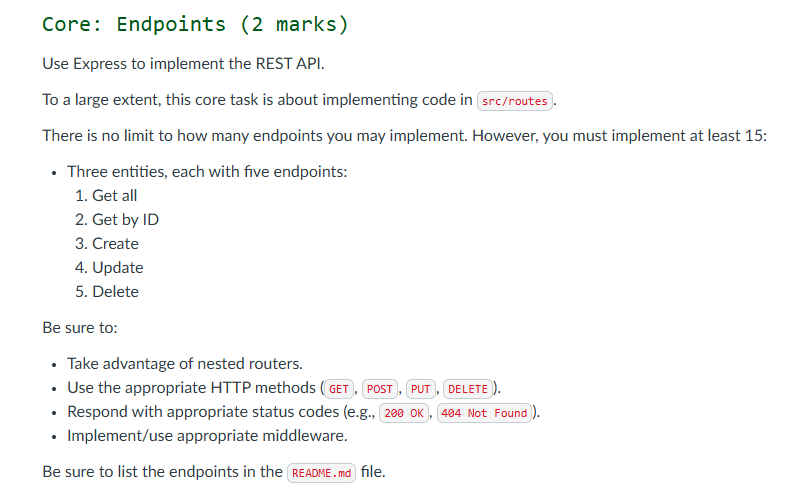 Core: Endpoints (2 marks)
Use Express to implement the REST API.
To a large extent, this core task is about implementing code in src/routes.
There is no limit to how many endpoints you may implement. However, you must implement at least 15:
• Three entities, each with five endpoints:
1. Get all
2. Get by ID
3. Create
4. Update
5. Delete
Be sure to:
• Take advantage of nested routers.
• Use the appropriate HTTP methods (GET, POST, PUT, DELETE).
• Respond with appropriate status codes (e.g., 200 OK, 404 Not Found).
• Implement/use appropriate middleware.
Be sure to list the endpoints in the README.md file.